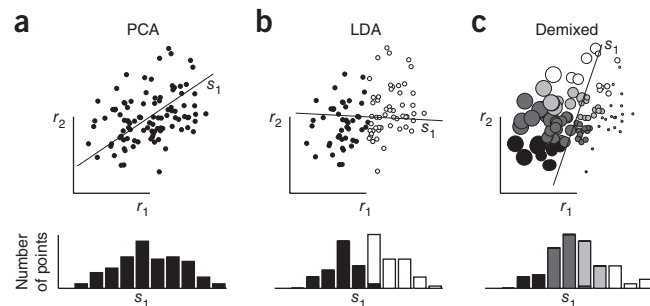 a PCA
b LDA
c Demixed
s1
s1
s1
r2
r2
r2
r1
r1
r1
Number
of points
s1
s1
s1